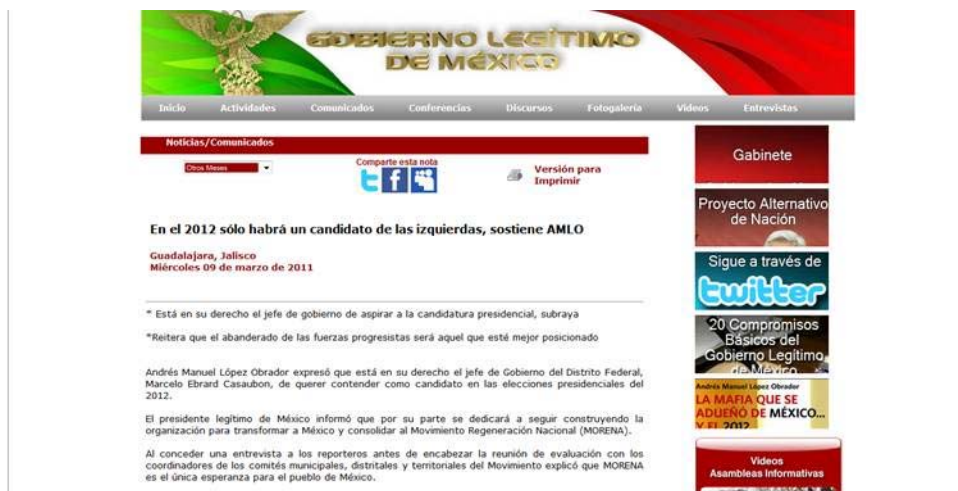 GOBIERNO LEGÍTIMO
DE MÉXICO
Inicio Actividades Comunicados Conferencias Discursos Fotogalería Videos Entrevistas
Noticias/Comunicados
Otros Meses
Comparte esta nota
Versión para
Imprimir
En el 2012 sólo habrá un candidato de las izquierdas, sostiene AMLO
Guadalajara, Jalisco
Miércoles 09 de marzo de 2011
* Está en su derecho el jefe de gobierno de aspirar a la candidatura presidencial, subraya
*Reitera que el abanderado de las fuerzas progresistas será aquel que esté mejor posicionado
Andrés Manuel López Obrador expresó que está en su derecho el jefe de Gobierno del Distrito Federal,
Marcelo Ebrard Casaubon, de querer contender como candidato en las elecciones presidenciales del
2012.
El presidente legítimo de México informó que por su parte se dedicará a seguir construyendo la
organización para transformar a México y consolidar al Movimiento Regeneración Nacional (MORENA).
Al conceder una entrevista a los reporteros antes de encabezar la reunión de evaluación con los
coordinadores de los comités municipales, distritales y territoriales del Movimiento explicó que MORENA
es el única esperanza para el pueblo de México.
Gabinete
Proyecto Alternativo
de Nación
Sigue a través de
twitter
20 Compromisos
Básicos del
Gobierno Legítimo
de México
Andrés Manuel López Obrador
LA MAFIA QUE SE
ADUEÑÓ DE MÉXICO...
Y EL 2012
Videos
Asambleas Informativas